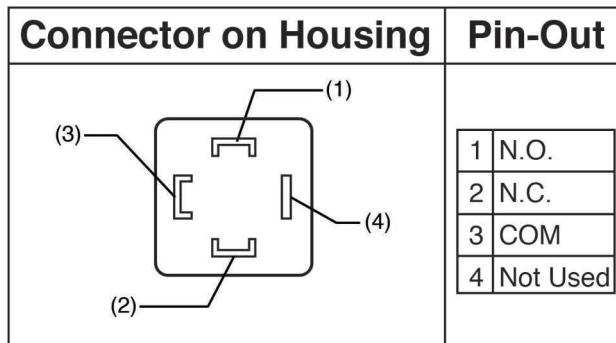 Connector on Housing Pin-Out
(1)
(3)
(4)
(2)
1 N.O.
2 N.C.
3 COM
4 Not Used